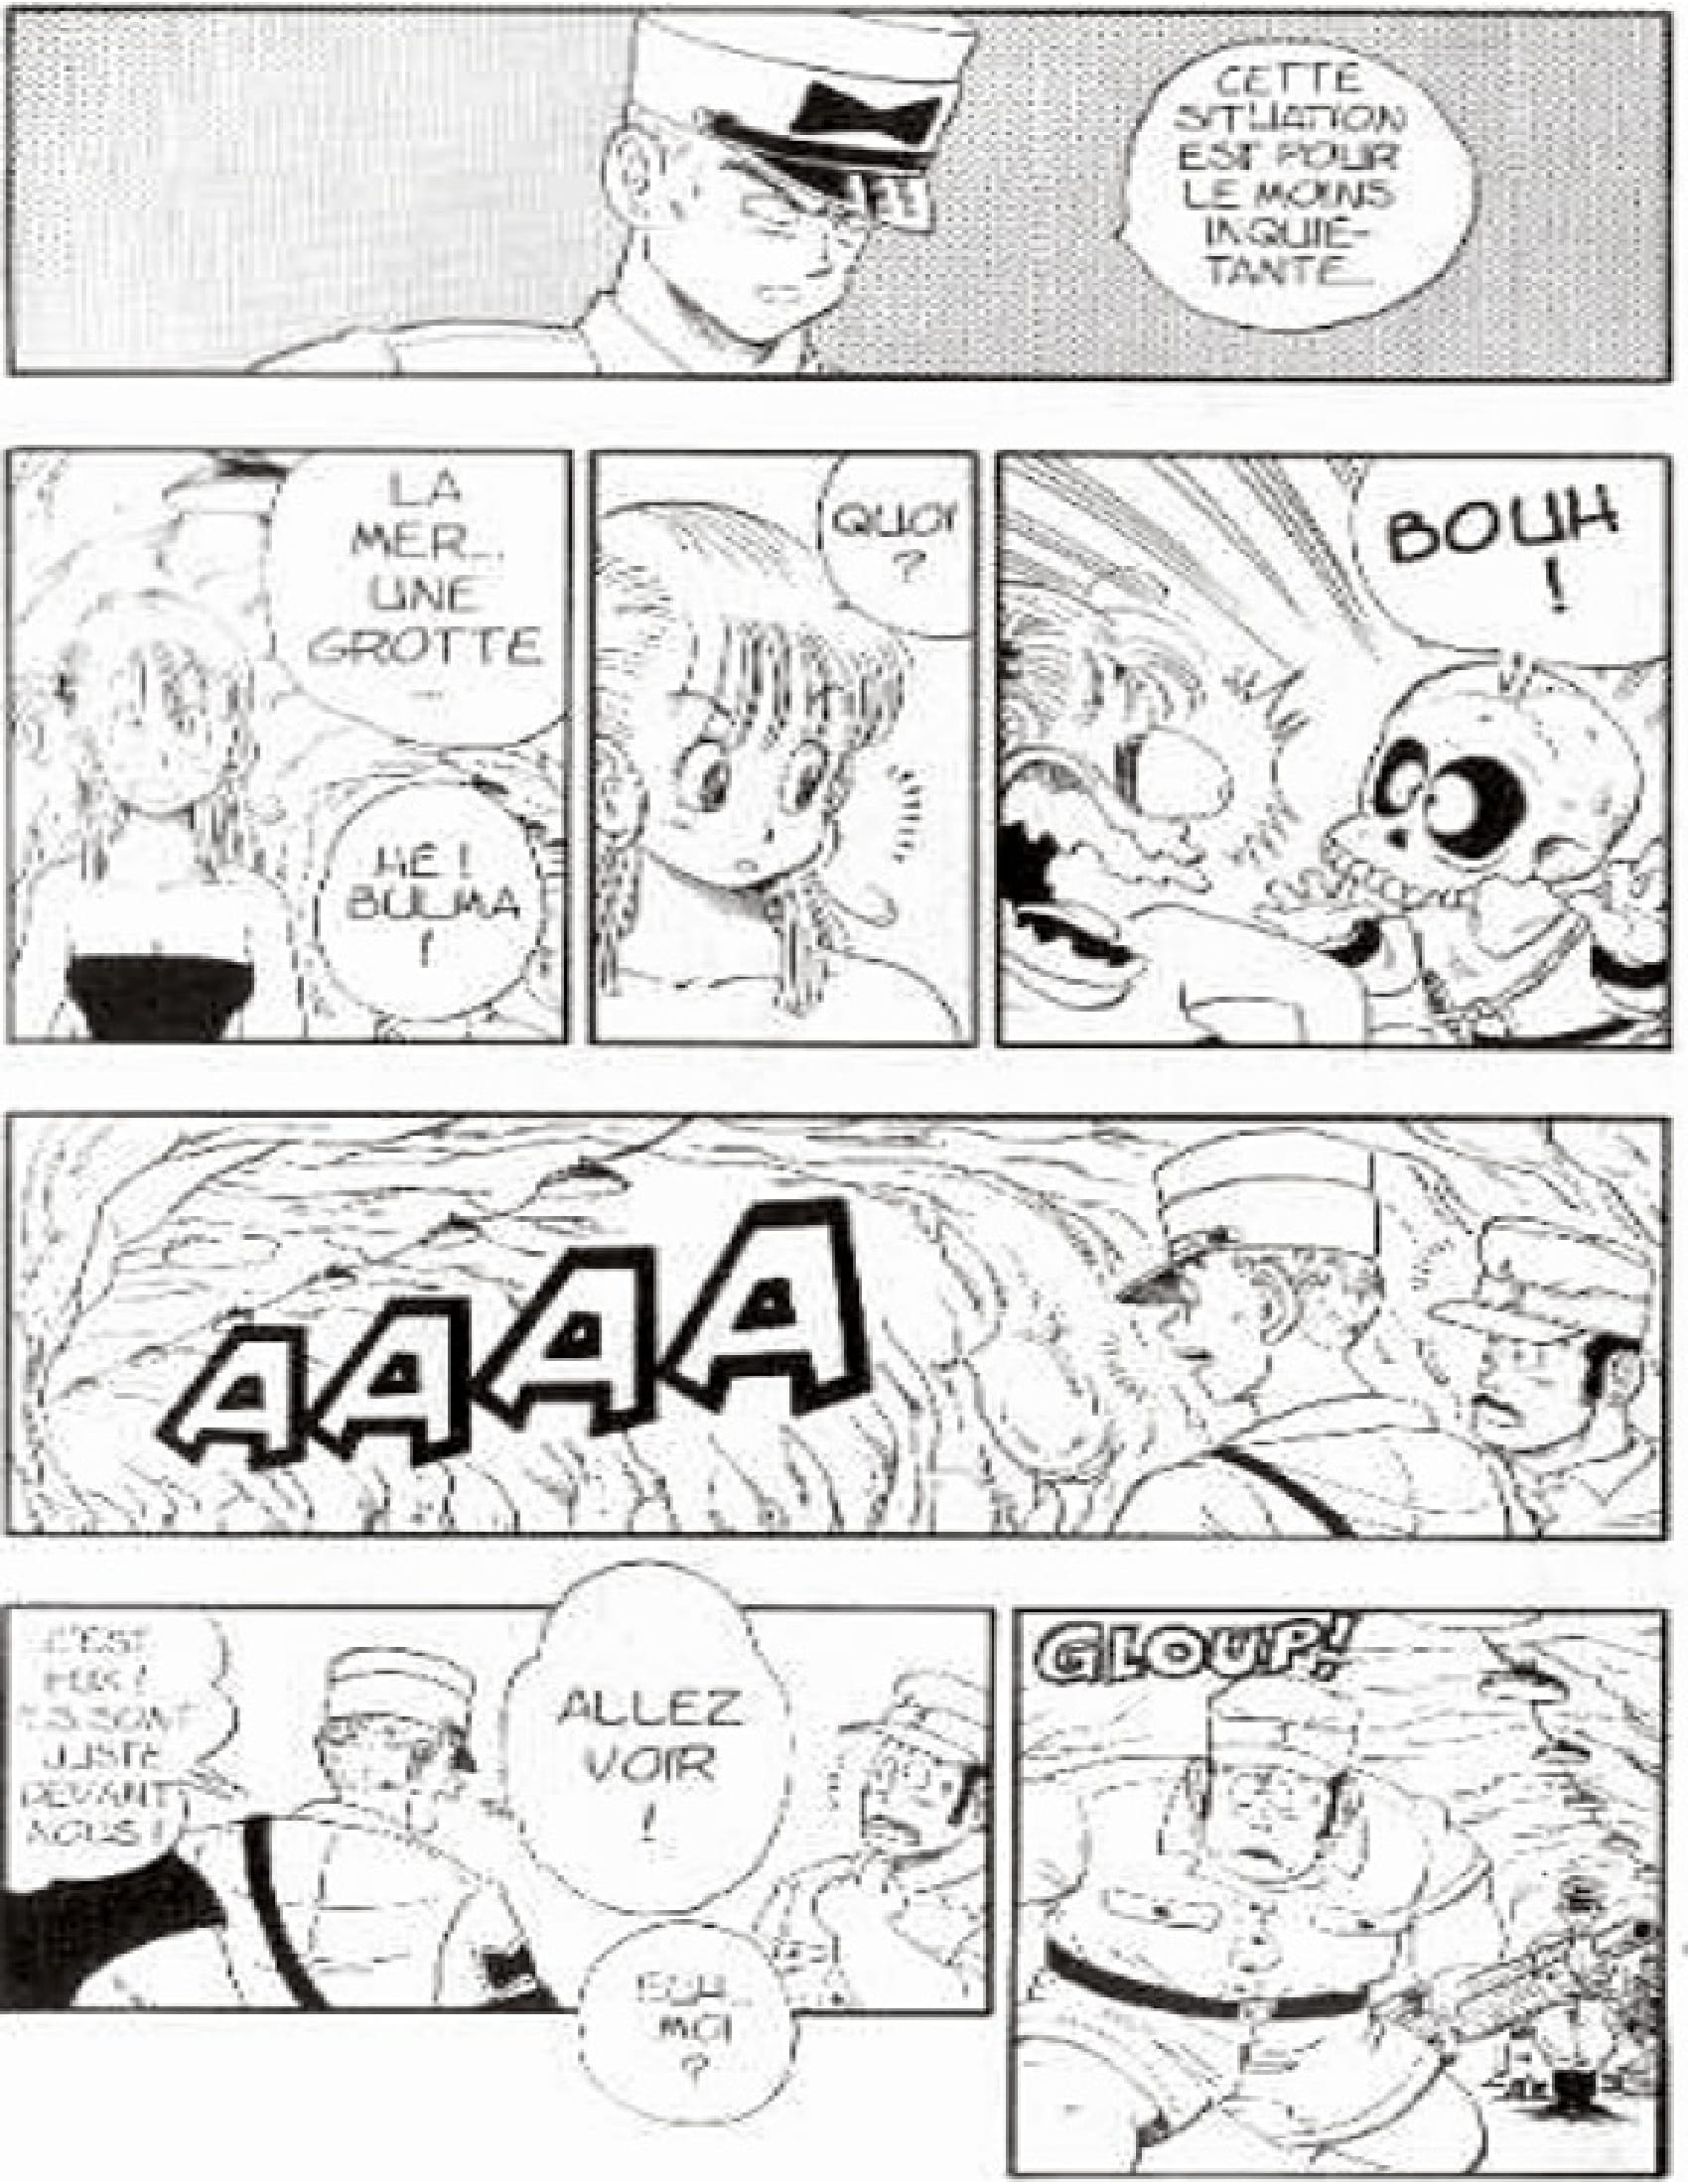 CETTE
SITUATION
EST POUR
LE MOINS
INQUIÉ-
TANTE
LA
MER...
UNE
GROTTE
...
HÉ !
BULMA
!
QUOI
?
BOUH
!
AAAA
C'EST
EUX !
ILS SONT
JUSTE
DEVANT
NOUS !
ALLEZ
VOIR
!
EUH...
MOI
?
GLOUP!